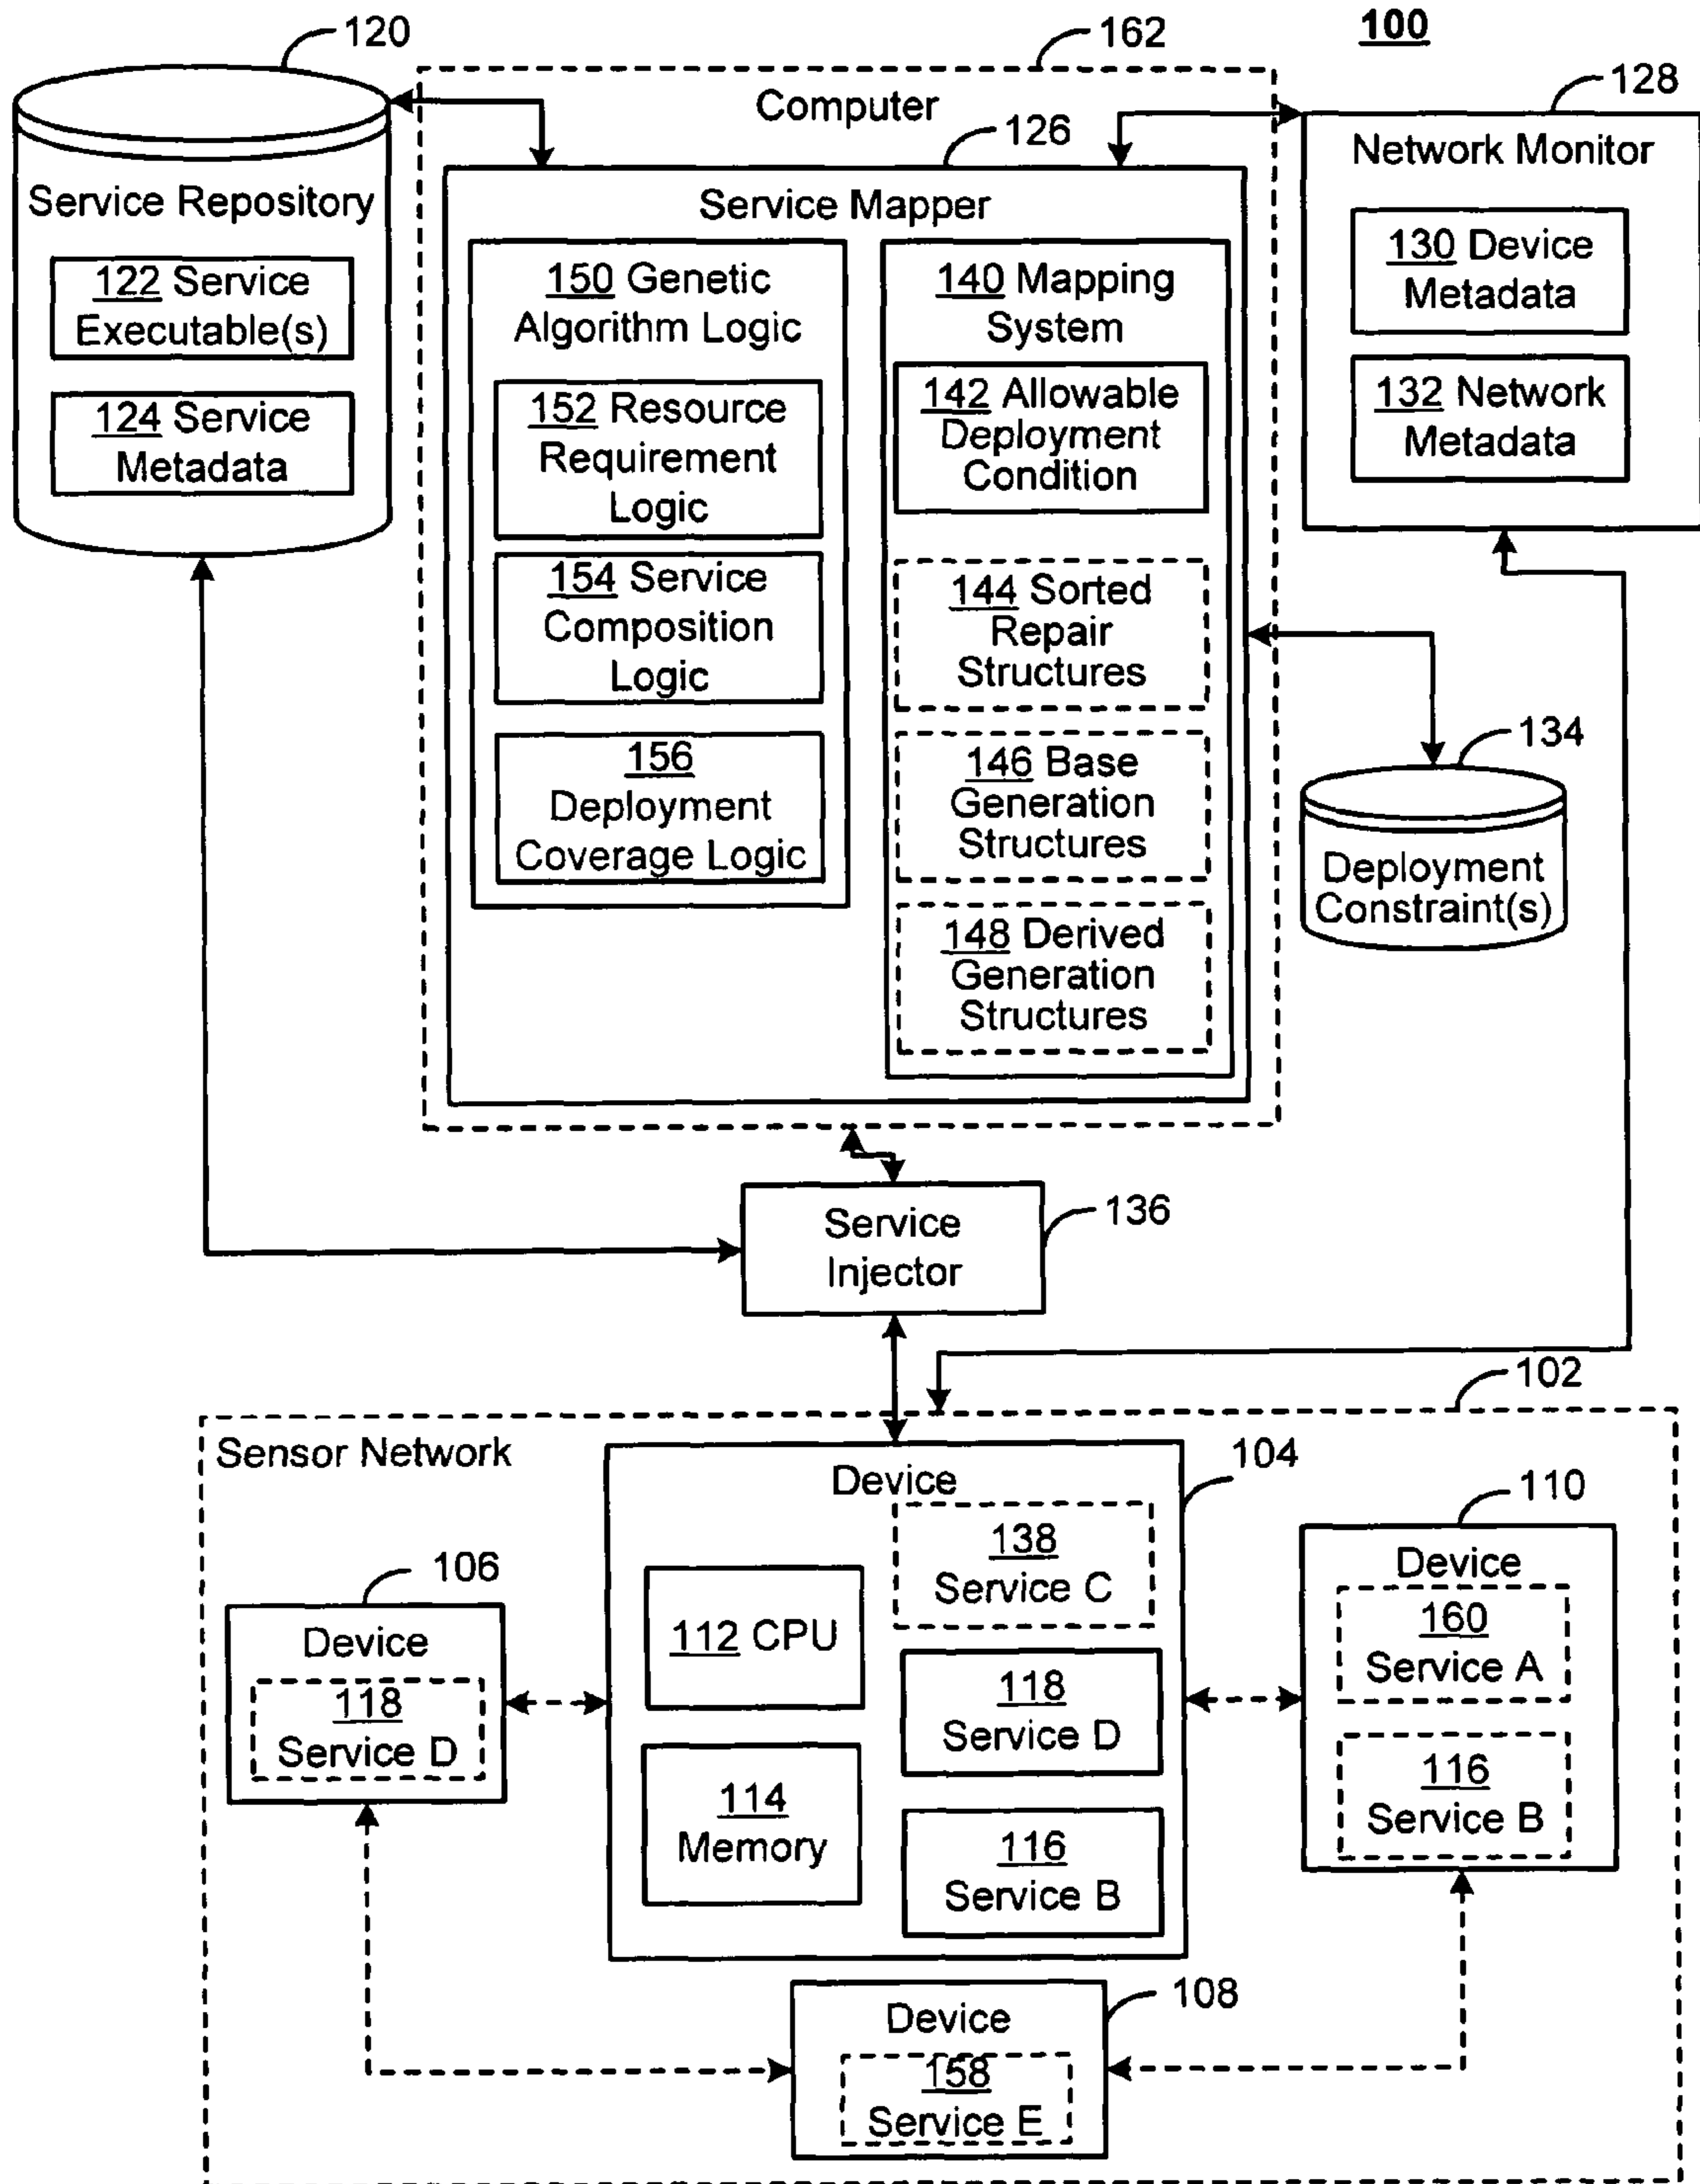 100
120
162
128
Computer
126
Service Repository
122 Service
Executable(s)
124 Service
Metadata
Service Mapper
150 Genetic
Algorithm Logic
152 Resource
Requirement
Logic
154 Service
Composition
Logic
156
Deployment
Coverage Logic
140 Mapping
System
142 Allowable
Deployment
Condition
144 Sorted
Repair
Structures
146 Base
Generation
Structures
148 Derived
Generation
Structures
Network Monitor
130 Device
Metadata
132 Network
Metadata
134
Deployment
Constraint(s)
Service
Injector
136
102
Sensor Network
104
Device
138
Service C
112 CPU
118
Service D
114
Memory
116
Service B
106
Device
118
Service D
110
Device
160
Service A
116
Service B
108
Device
158
Service E